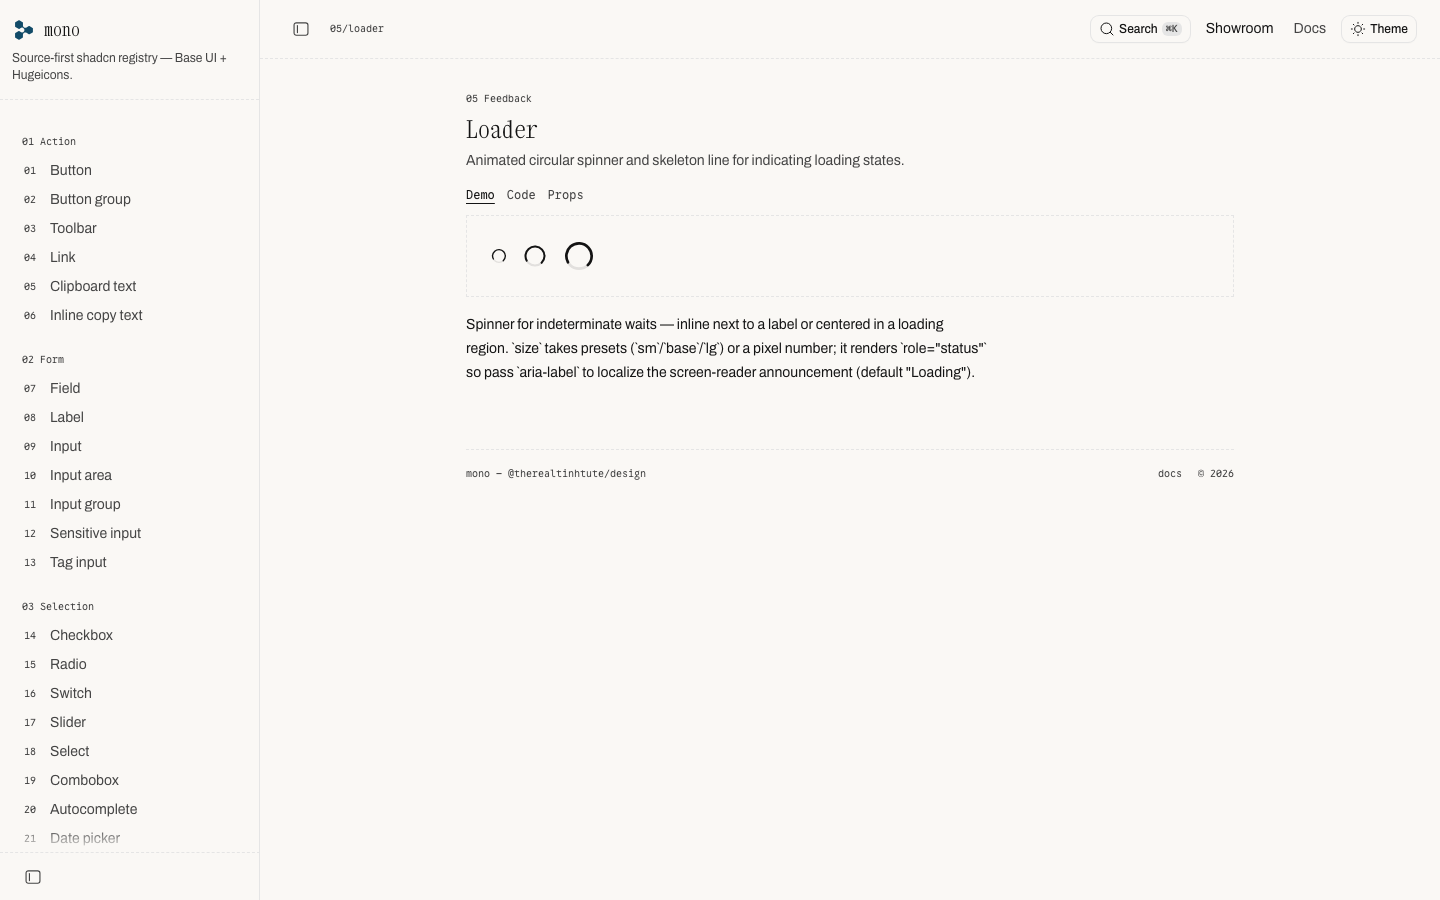 mono
Source-first shadcn registry — Base UI +
Hugeicons.
01 Action
01 Button
02 Button group
03 Toolbar
04 Link
05 Clipboard text
06 Inline copy text
02 Form
07 Field
08 Label
09 Input
10 Input area
11 Input group
12 Sensitive input
13 Tag input
03 Selection
14 Checkbox
15 Radio
16 Switch
17 Slider
18 Select
19 Combobox
20 Autocomplete
21 Date picker
05/loader
Search ⌘K
Showroom
Docs
Theme
05 Feedback
Loader
Animated circular spinner and skeleton line for indicating loading states.
Demo Code Props
Spinner for indeterminate waits — inline next to a label or centered in a loading
region. `size` takes presets (`sm`/`base`/`lg`) or a pixel number; it renders `role="status"`
so pass `aria-label` to localize the screen-reader announcement (default "Loading").
mono — @therealtinhtute/design
docs © 2026